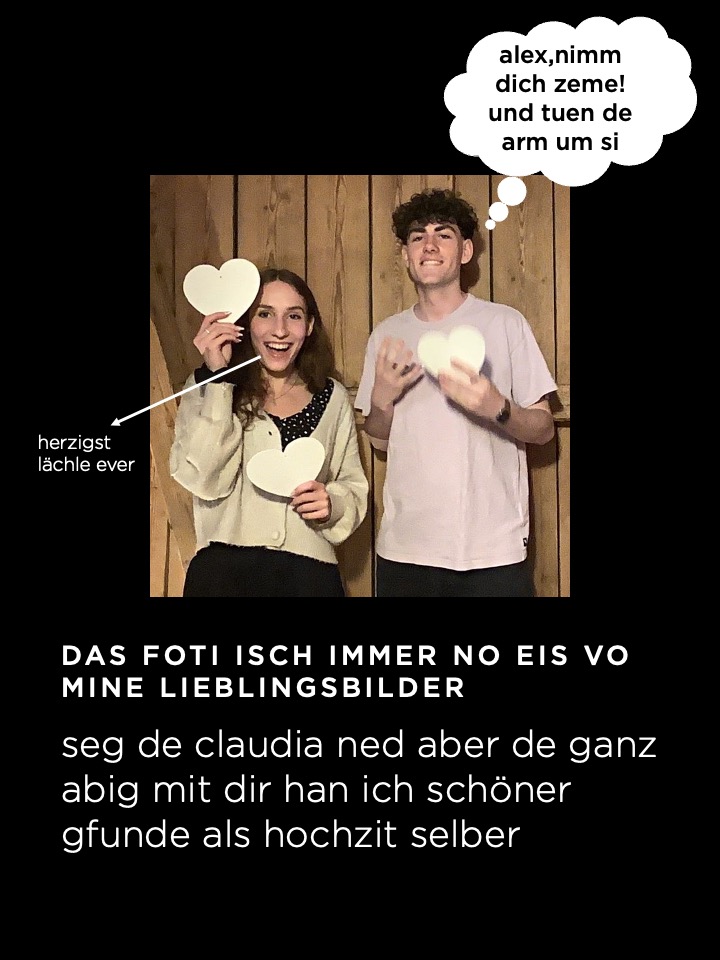 alex,nimm
dich zeme!
und tuen de
arm um si
herzigst
lächle ever
DAS FOTI ISCH IMMER NO EIS VO
MINE LIEBLINGSBILDER
seg de claudia ned aber de ganz
abig mit dir han ich schöner
gfunde als hochzit selber